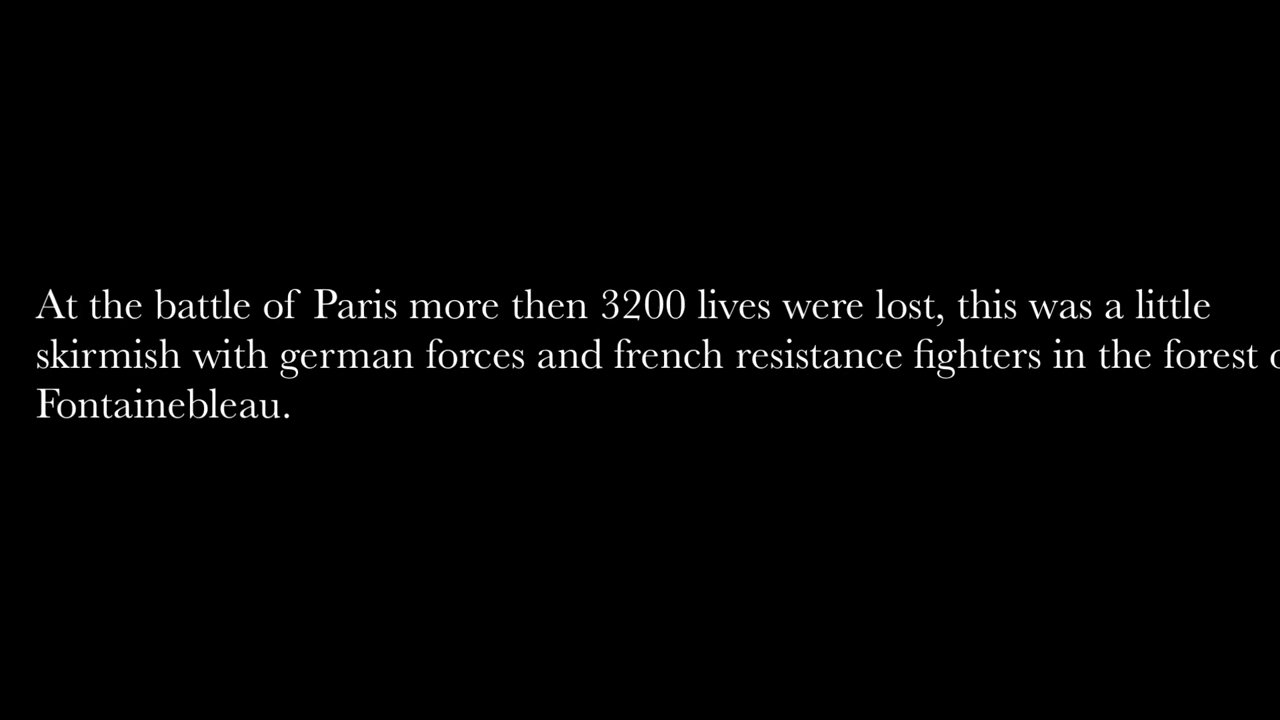 At the battle of Paris more then 3200 lives were lost, this was a little
skirmish with german forces and french resistance fighters in the forest
Fontainebleau.